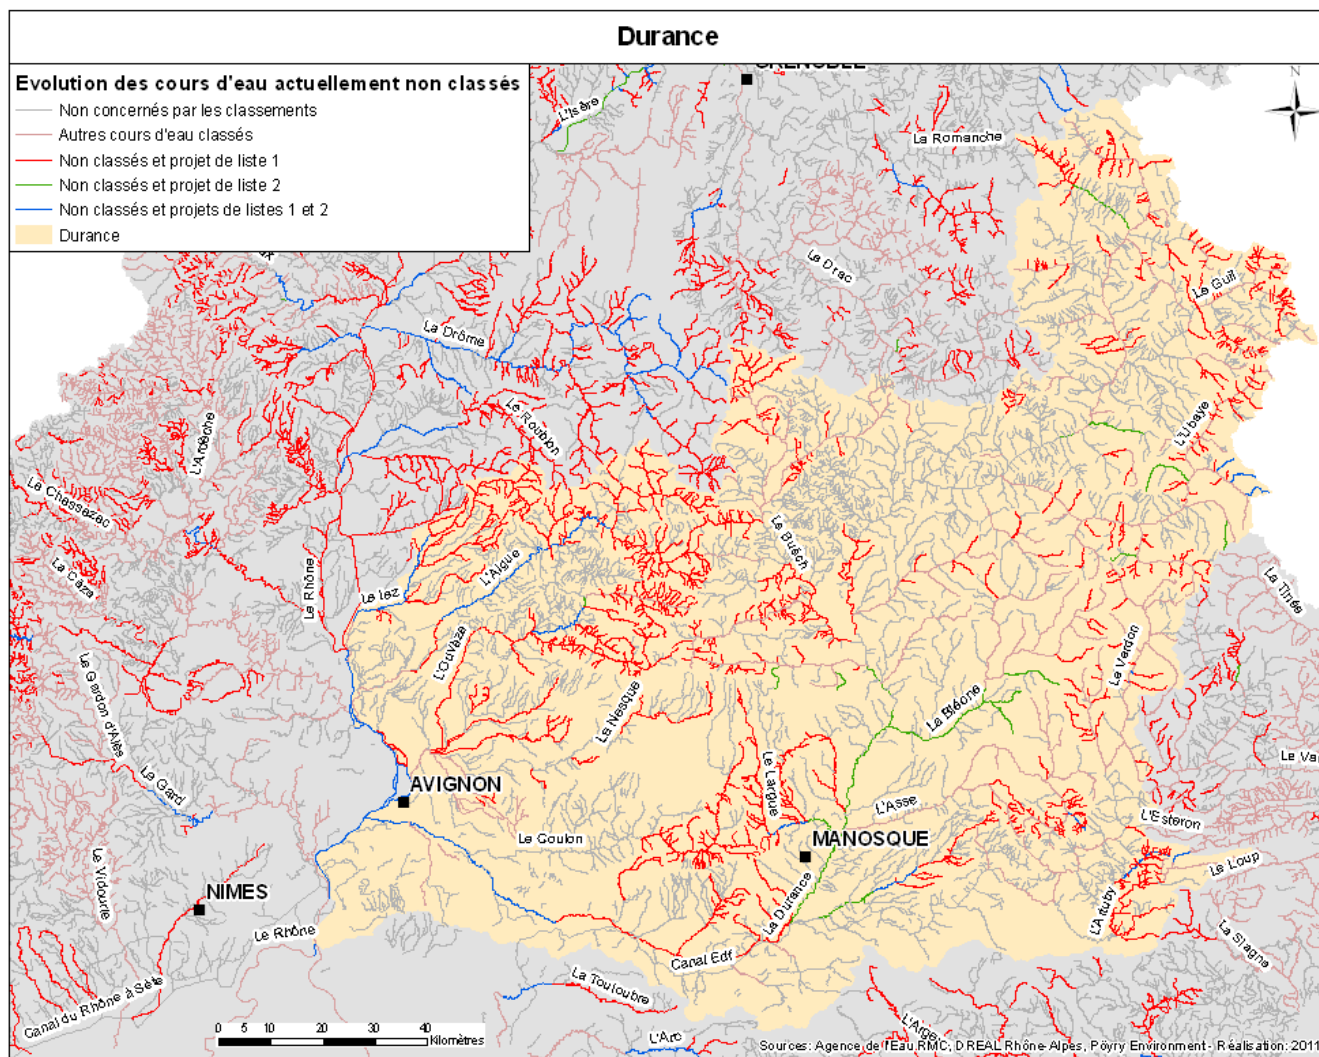 Durance
Evolution des cours d'eau actuellement non classés
Non concernés par les classements
Autres cours d'eau classés
Non classés et projet de liste 1
Non classés et projet de liste 2
Non classés et projets de listes 1 et 2
Durance
GRENOBLE
N
L'Isère
La Romanche
Le Drac
Le Guil
La Drôme
Le Roubion
L'Ubaye
L'Ardèche
Le Chassezac
La Cèze
Le Rhône
Le lez
L'Aigue
Le Buëch
La Tinée
L'Ouvèze
Le Verdon
Le Gardon d'Alès
La Nesque
La Bléone
Le Gard
Le Largue
AVIGNON
L'Asse
L'Esteron
Le Coulon
MANOSQUE
Le Loup
Le Vidourle
NIMES
La Durance
L'Artuby
Le Rhône
La Siagne
Canal Edf
La Touloubre
Canal du Rhône à Sète
L'Arc
0 5 10 20 30 40
Kilomètres
Sources: Agence de l'Eau RMC, DREAL Rhône-Alpes, Pöyry Environment - Réalisation: 2011